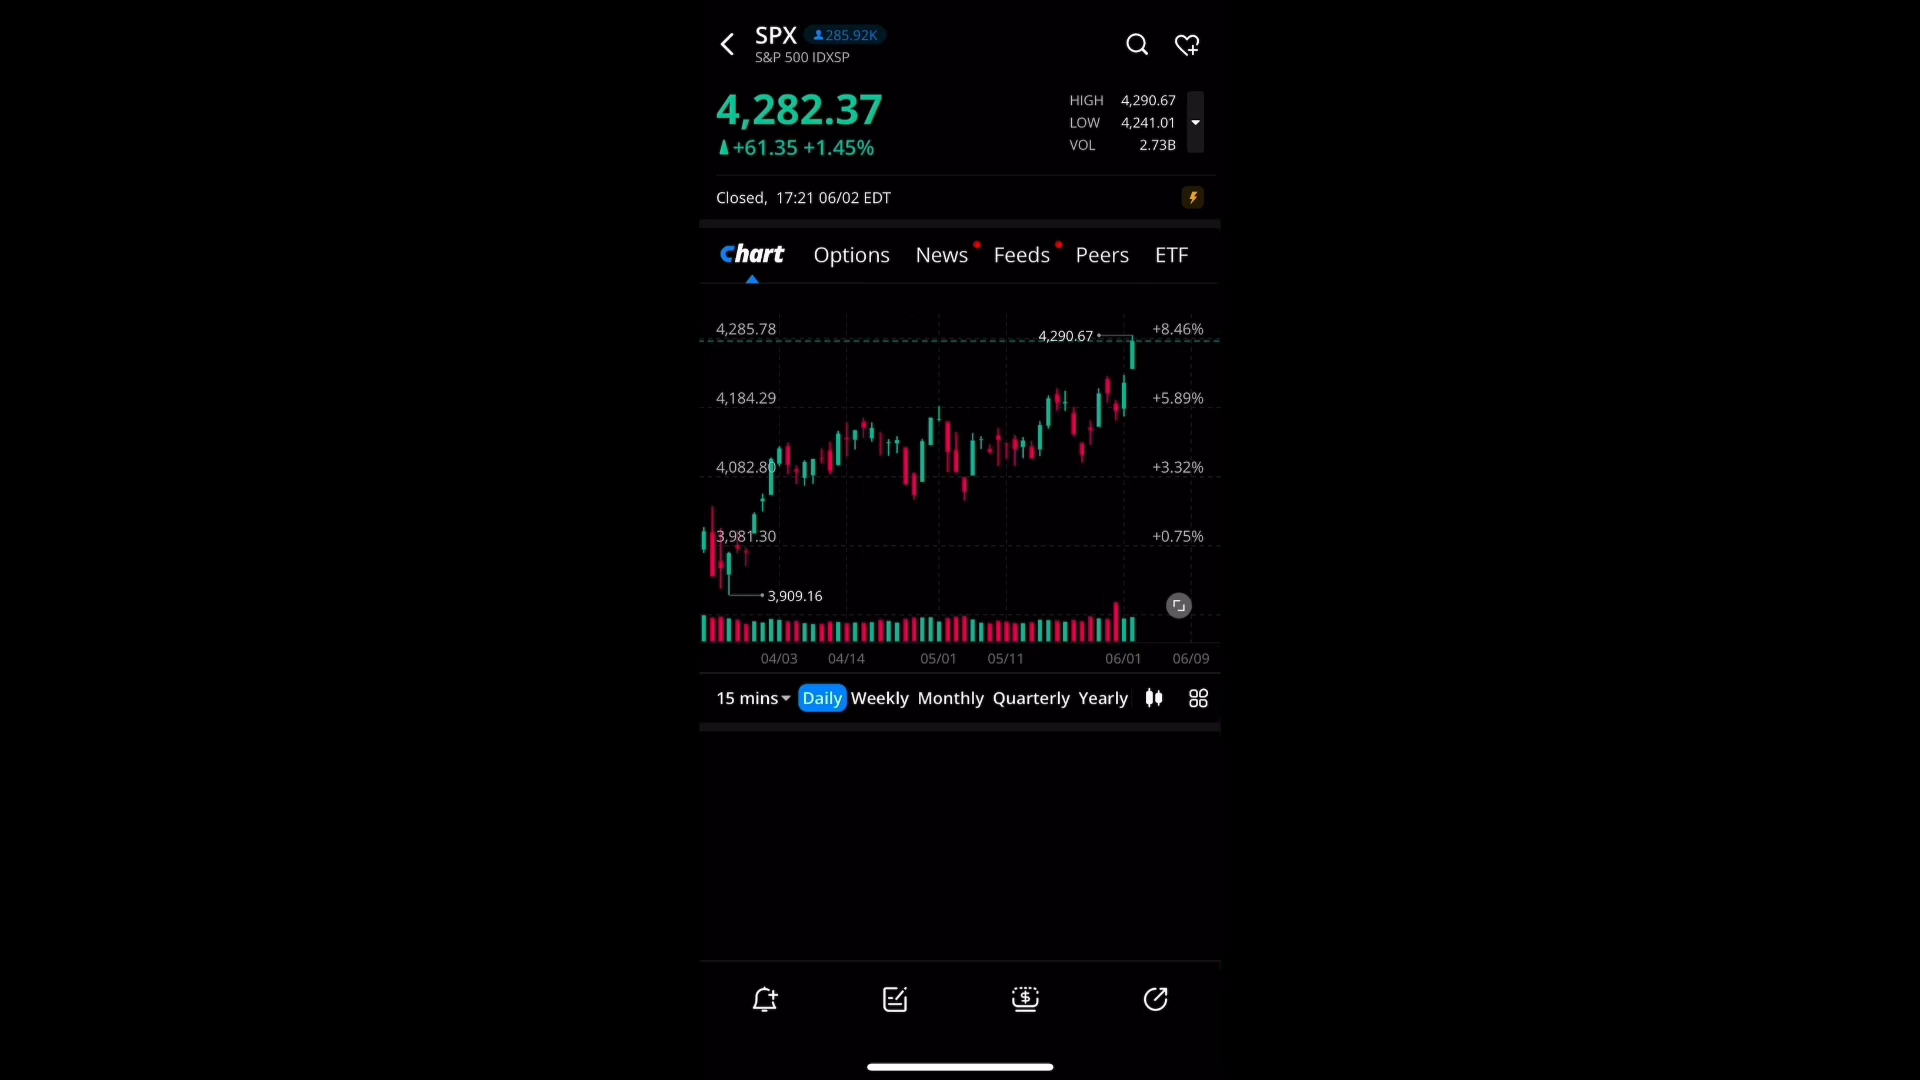 SPX 285.92K
S&P 500 IDXSP
4,282.37
+61.35 +1.45%
HIGH 4,290.67
LOW 4,241.01
VOL 2.73B
Closed, 17:21 06/02 EDT
Chart Options News Feeds Peers ETF
4,285.78 4,290.67 +8.46%
4,184.29 +5.89%
4,082.80 +3.32%
3,981.30 +0.75%
3,909.16
04/03 04/14 05/01 05/11 06/01 06/09
15 mins Daily Weekly Monthly Quarterly Yearly